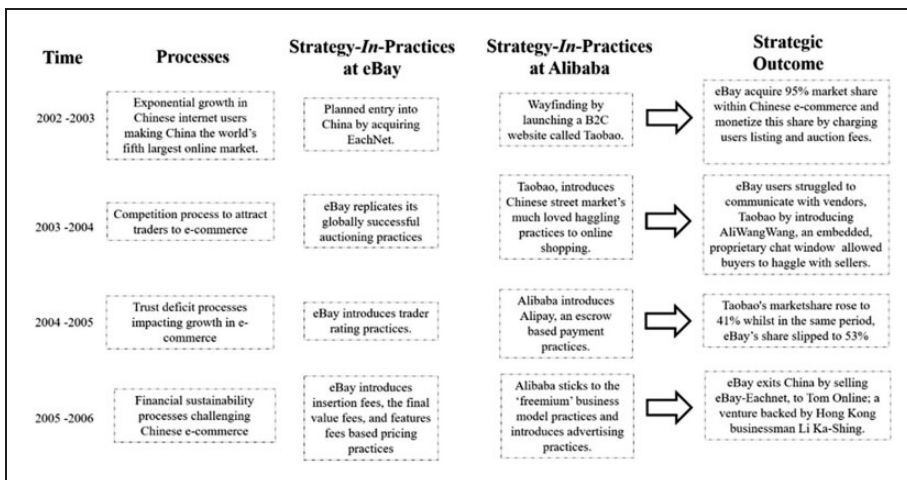 Time
Processes
Strategy-In-Practices
at eBay
Strategy-In-Practices
at Alibaba
Strategic
Outcome
2002 -2003
Exponential growth in
Chinese internet users
making China the world's
fifth largest online market.
Planned entry into
China by acquiring
EachNet.
Wayfinding by
launching a B2C
website called Taobao.
eBay acquire 95% market share
within Chinese e-commerce and
monetize this share by charging
users listing and auction fees.
2003 -2004
Competition process to attract
traders to e-commerce
eBay replicates its
globally successful
auctioning practices
Taobao, introduces
Chinese street market's
much loved haggling
practices to online
shopping.
eBay users struggled to
communicate with vendors,
Taobao by introducing
AliWangWang, an embedded,
proprietary chat window allowed
buyers to haggle with sellers.
2004 -2005
Trust deficit processes
impacting growth in e-
commerce
eBay introduces trader
rating practices.
Alibaba introduces
Alipay, an escrow
based payment
practices.
Taobao's marketshare rose to
41% whilst in the same period,
eBay's share slipped to 53%
2005 -2006
Financial sustainability
processes challenging
Chinese e-commerce
eBay introduces
insertion fees, the final
value fees, and features
fees based pricing
practices
Alibaba sticks to the
'freemium' business
model practices and
introduces advertising
practices.
eBay exits China by selling
eBay-Eachnet, to Tom Online; a
venture backed by Hong Kong
businessman Li Ka-Shing.